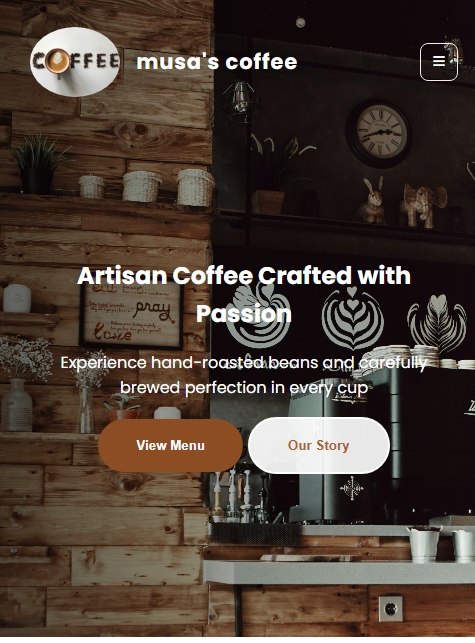 COFFEE
musa's coffee
Artisan Coffee Crafted with
Passion
pray
love
Experience hand-roasted beans and carefully
brewed perfection in every cup
View Menu
Our Story